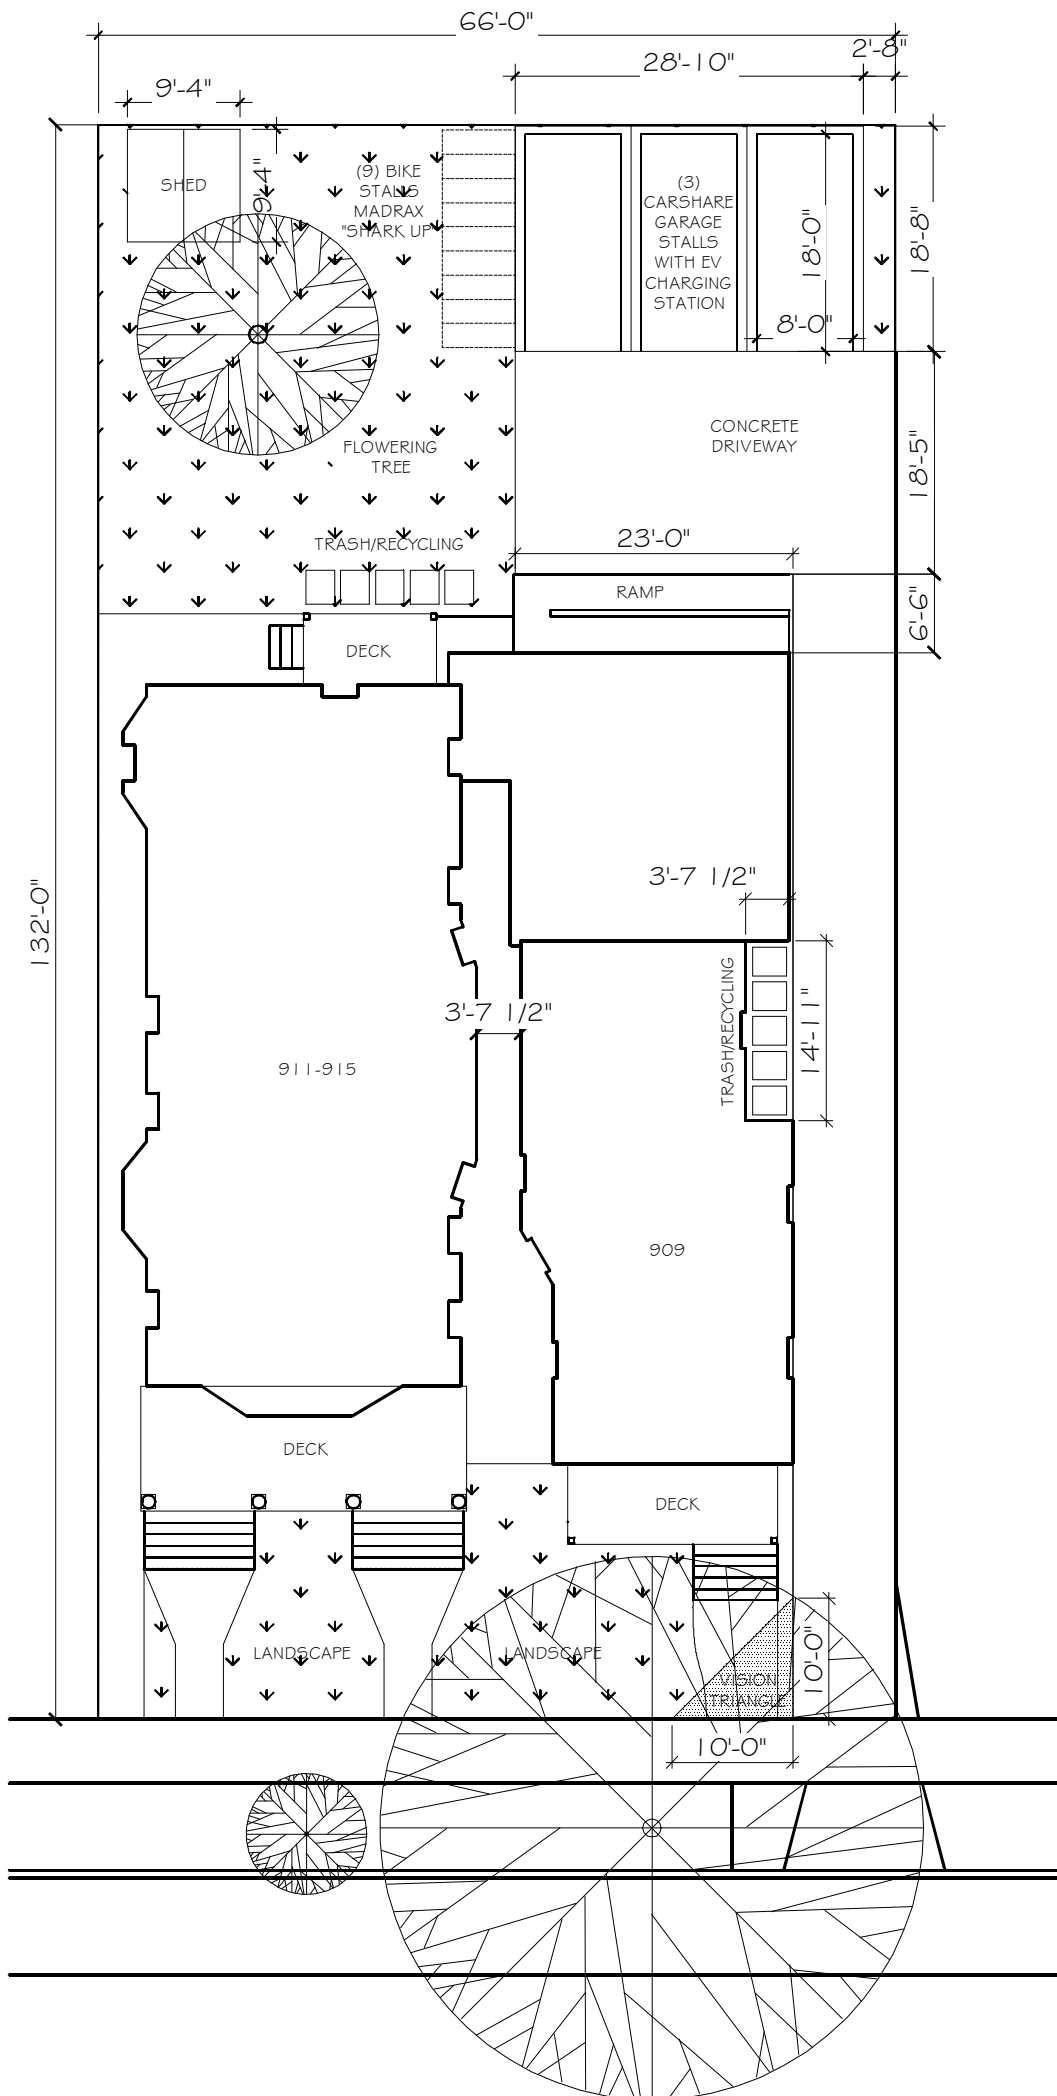 66'-0"
2'-8"
28'-10"
9'-4"
SHED
9'-4"
(9) BIKE
STALLS
MADRAX
"SHARK UP"
(3)
CARSHARE
GARAGE
STALLS
WITH EV
CHARGING
STATION
18'-0"
8'-0"
18'-8"
CONCRETE
DRIVEWAY
FLOWERING
TREE
18'-5"
TRASH/RECYCLING
23'-0"
RAMP
6'-6"
DECK
132'-0"
3'-7 1/2"
TRASH/RECYCLING
14'-11"
3'-7 1/2"
911-915
909
DECK
DECK
LANDSCAPE
LANDSCAPE
VISION
TRIANGLE
10'-0"
10'-0"